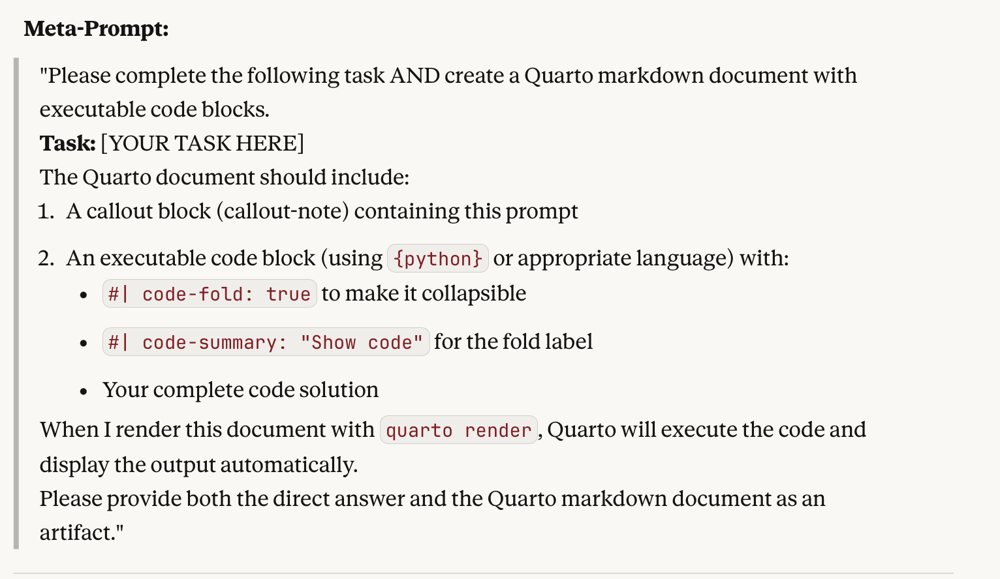 Meta-Prompt:
"Please complete the following task AND create a Quarto markdown document with
executable code blocks.
Task: [YOUR TASK HERE]
The Quarto document should include:
1. A callout block (callout-note) containing this prompt
2. An executable code block (using {python} or appropriate language) with:
• #| code-fold: true to make it collapsible
• #| code-summary: "Show code" for the fold label
• Your complete code solution
When I render this document with quarto render, Quarto will execute the code and
display the output automatically.
Please provide both the direct answer and the Quarto markdown document as an
artifact."